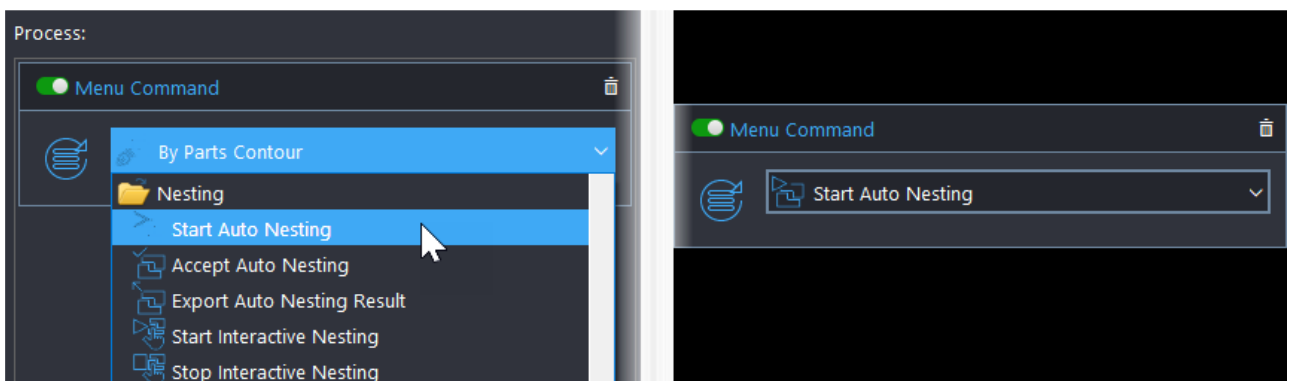 Process:
Menu Command
By Parts Contour
Nesting
Start Auto Nesting
Accept Auto Nesting
Export Auto Nesting Result
Start Interactive Nesting
Stop Interactive Nesting
Menu Command
Start Auto Nesting